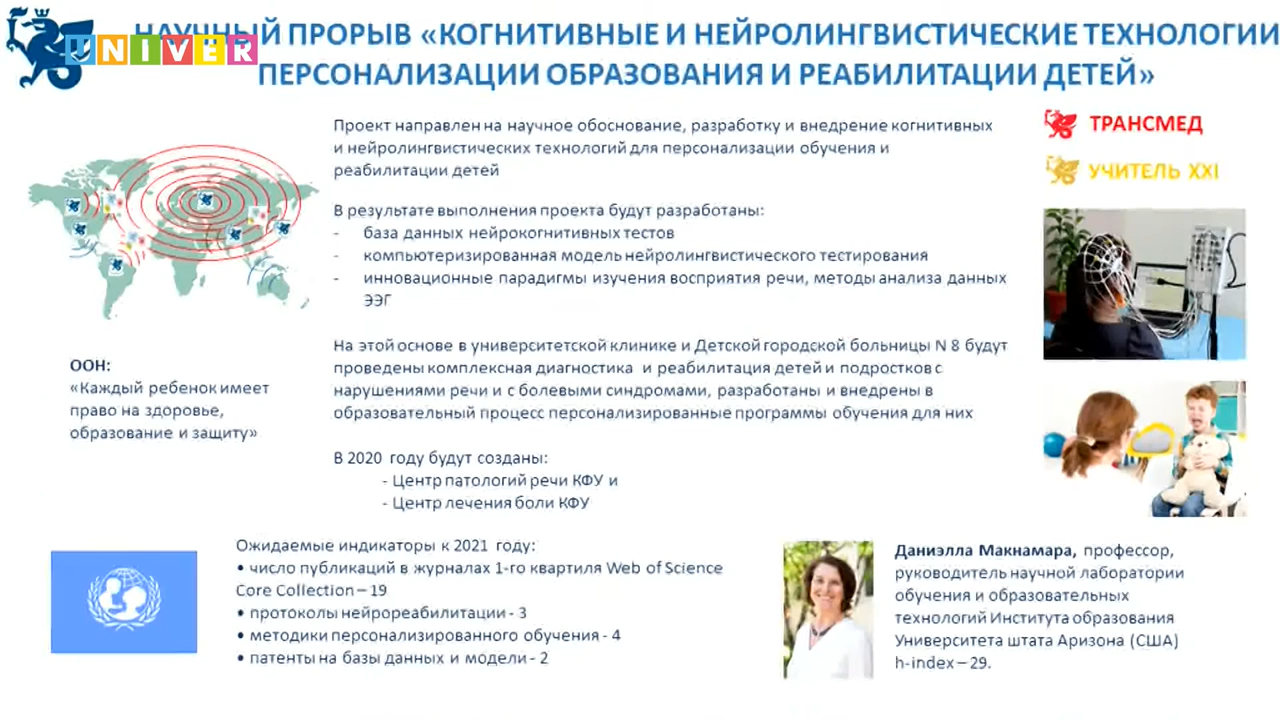 НАУЧНЫЙ ПРОРЫВ «КОГНИТИВНЫЕ И НЕЙРОЛИНГВИСТИЧЕСКИЕ ТЕХНОЛОГИИ
ПЕРСОНАЛИЗАЦИИ ОБРАЗОВАНИЯ И РЕАБИЛИТАЦИИ ДЕТЕЙ»
UNIVER
Проект направлен на научное обоснование, разработку и внедрение когнитивных
и нейролингвистических технологий для персонализации обучения и
реабилитации детей
В результате выполнения проекта будут разработаны:
- база данных нейрокогнитивных тестов
- компьютеризированная модель нейролингвистического тестирования
- инновационные парадигмы изучения восприятия речи, методы анализа данных
ЭЭГ
На этой основе в университетской клинике и Детской городской больницы N 8 будут
проведены комплексная диагностика и реабилитация детей и подростков с
нарушениями речи и с болевыми синдромами, разработаны и внедрены в
образовательный процесс персонализированные программы обучения для них
В 2020 году будут созданы:
- Центр патологий речи КФУ и
- Центр лечения боли КФУ
ТРАНСМЕД
УЧИТЕЛЬ XXI
ООН:
«Каждый ребенок имеет
право на здоровье,
образование и защиту»
Ожидаемые индикаторы к 2021 году:
• число публикаций в журналах 1-го квартиля Web of Science
Core Collection – 19
• протоколы нейрореабилитации - 3
• методики персонализированного обучения - 4
• патенты на базы данных и модели - 2
Даниэлла Макнамара, профессор,
руководитель научной лаборатории
обучения и образовательных
технологий Института образования
Университета штата Аризона (США)
h-index – 29.